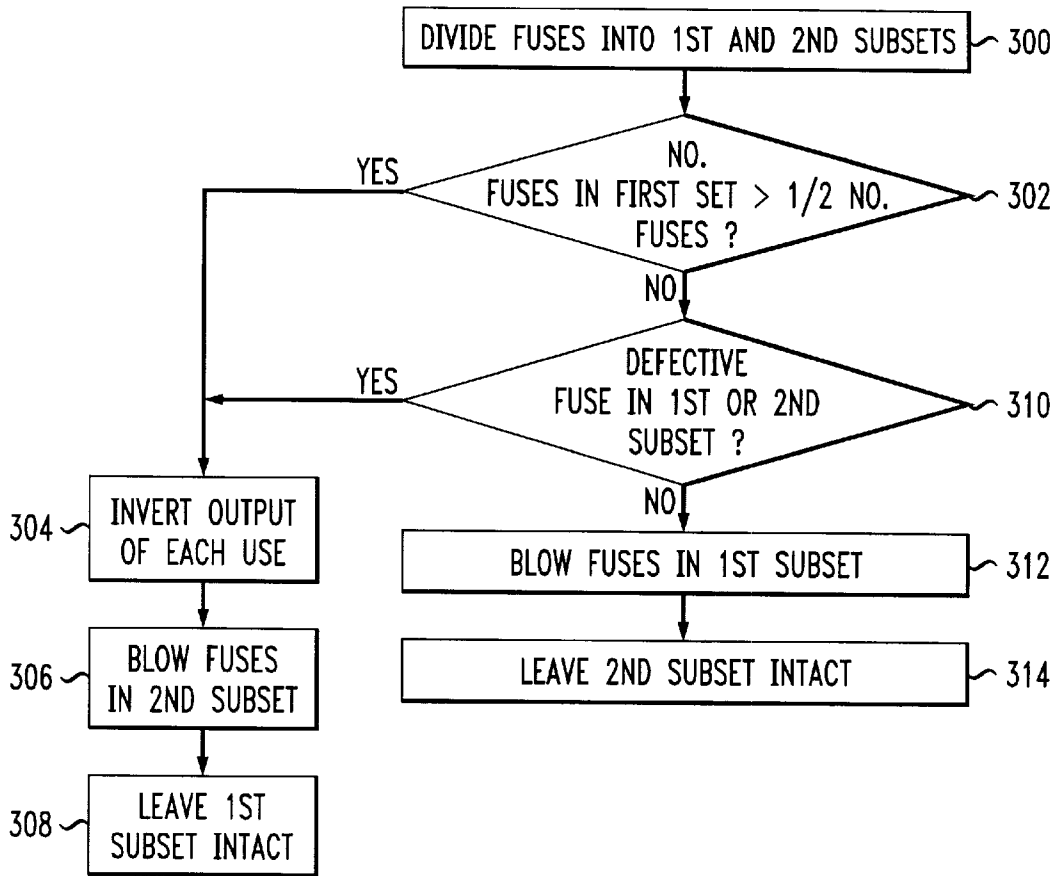 DIVIDE FUSES INTO 1ST AND 2ND SUBSETS 300
NO.
FUSES IN FIRST SET > 1/2 NO.
FUSES ?
302
YES
NO
DEFECTIVE
FUSE IN 1ST OR 2ND
SUBSET ?
310
YES
NO
304
INVERT OUTPUT
OF EACH USE
306
BLOW FUSES
IN 2ND SUBSET
308
LEAVE 1ST
SUBSET INTACT
BLOW FUSES IN 1ST SUBSET 312
LEAVE 2ND SUBSET INTACT 314